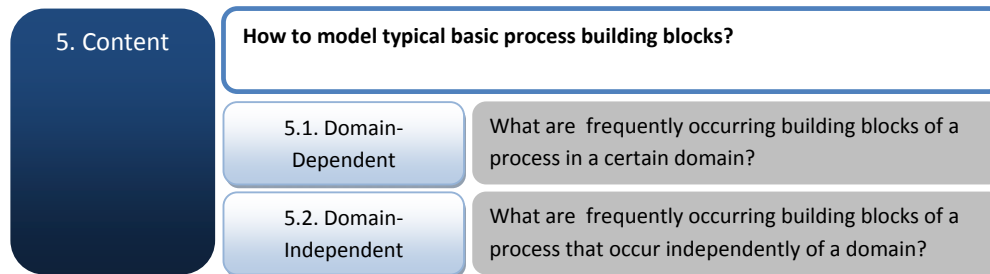 5. Content
How to model typical basic process building blocks?
5.1. Domain-
Dependent
What are  frequently occurring building blocks of a
process in a certain domain?
5.2. Domain-
Independent
What are  frequently occurring building blocks of a
process that occur independently of a domain?